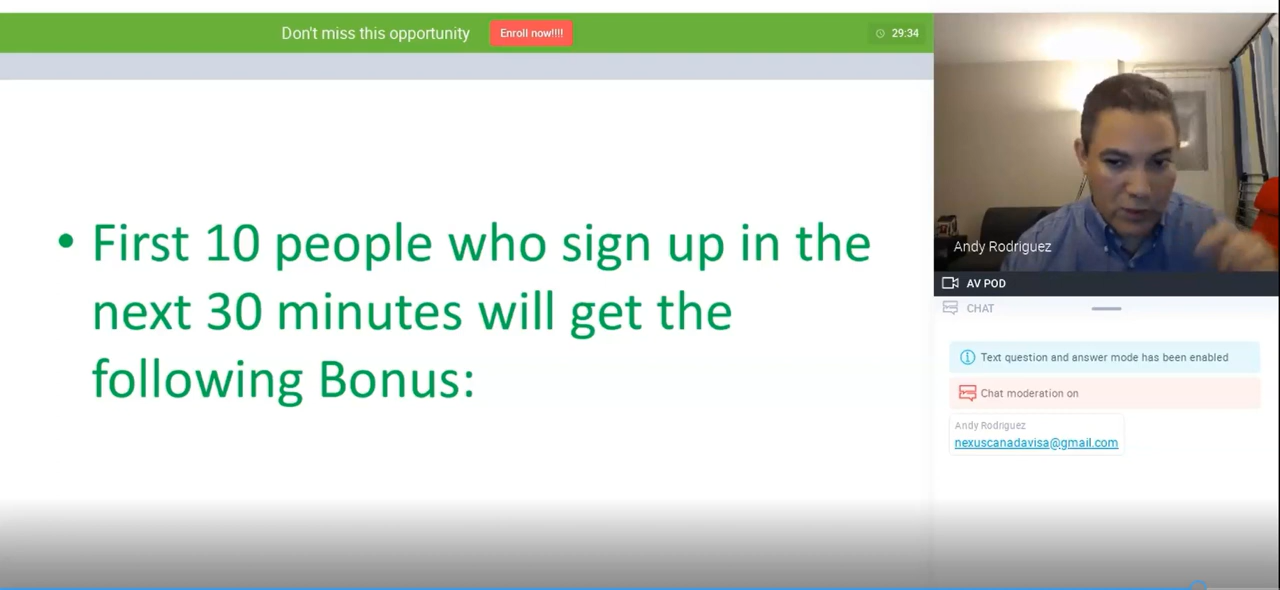 Don't miss this opportunity
Enroll now!!!!
29:34
• First 10 people who sign up in the
next 30 minutes will get the
following Bonus:
Andy Rodriguez
AV POD
CHAT
Text question and answer mode has been enabled
Chat moderation on
Andy Rodriguez
nexuscanadavisa@gmail.com